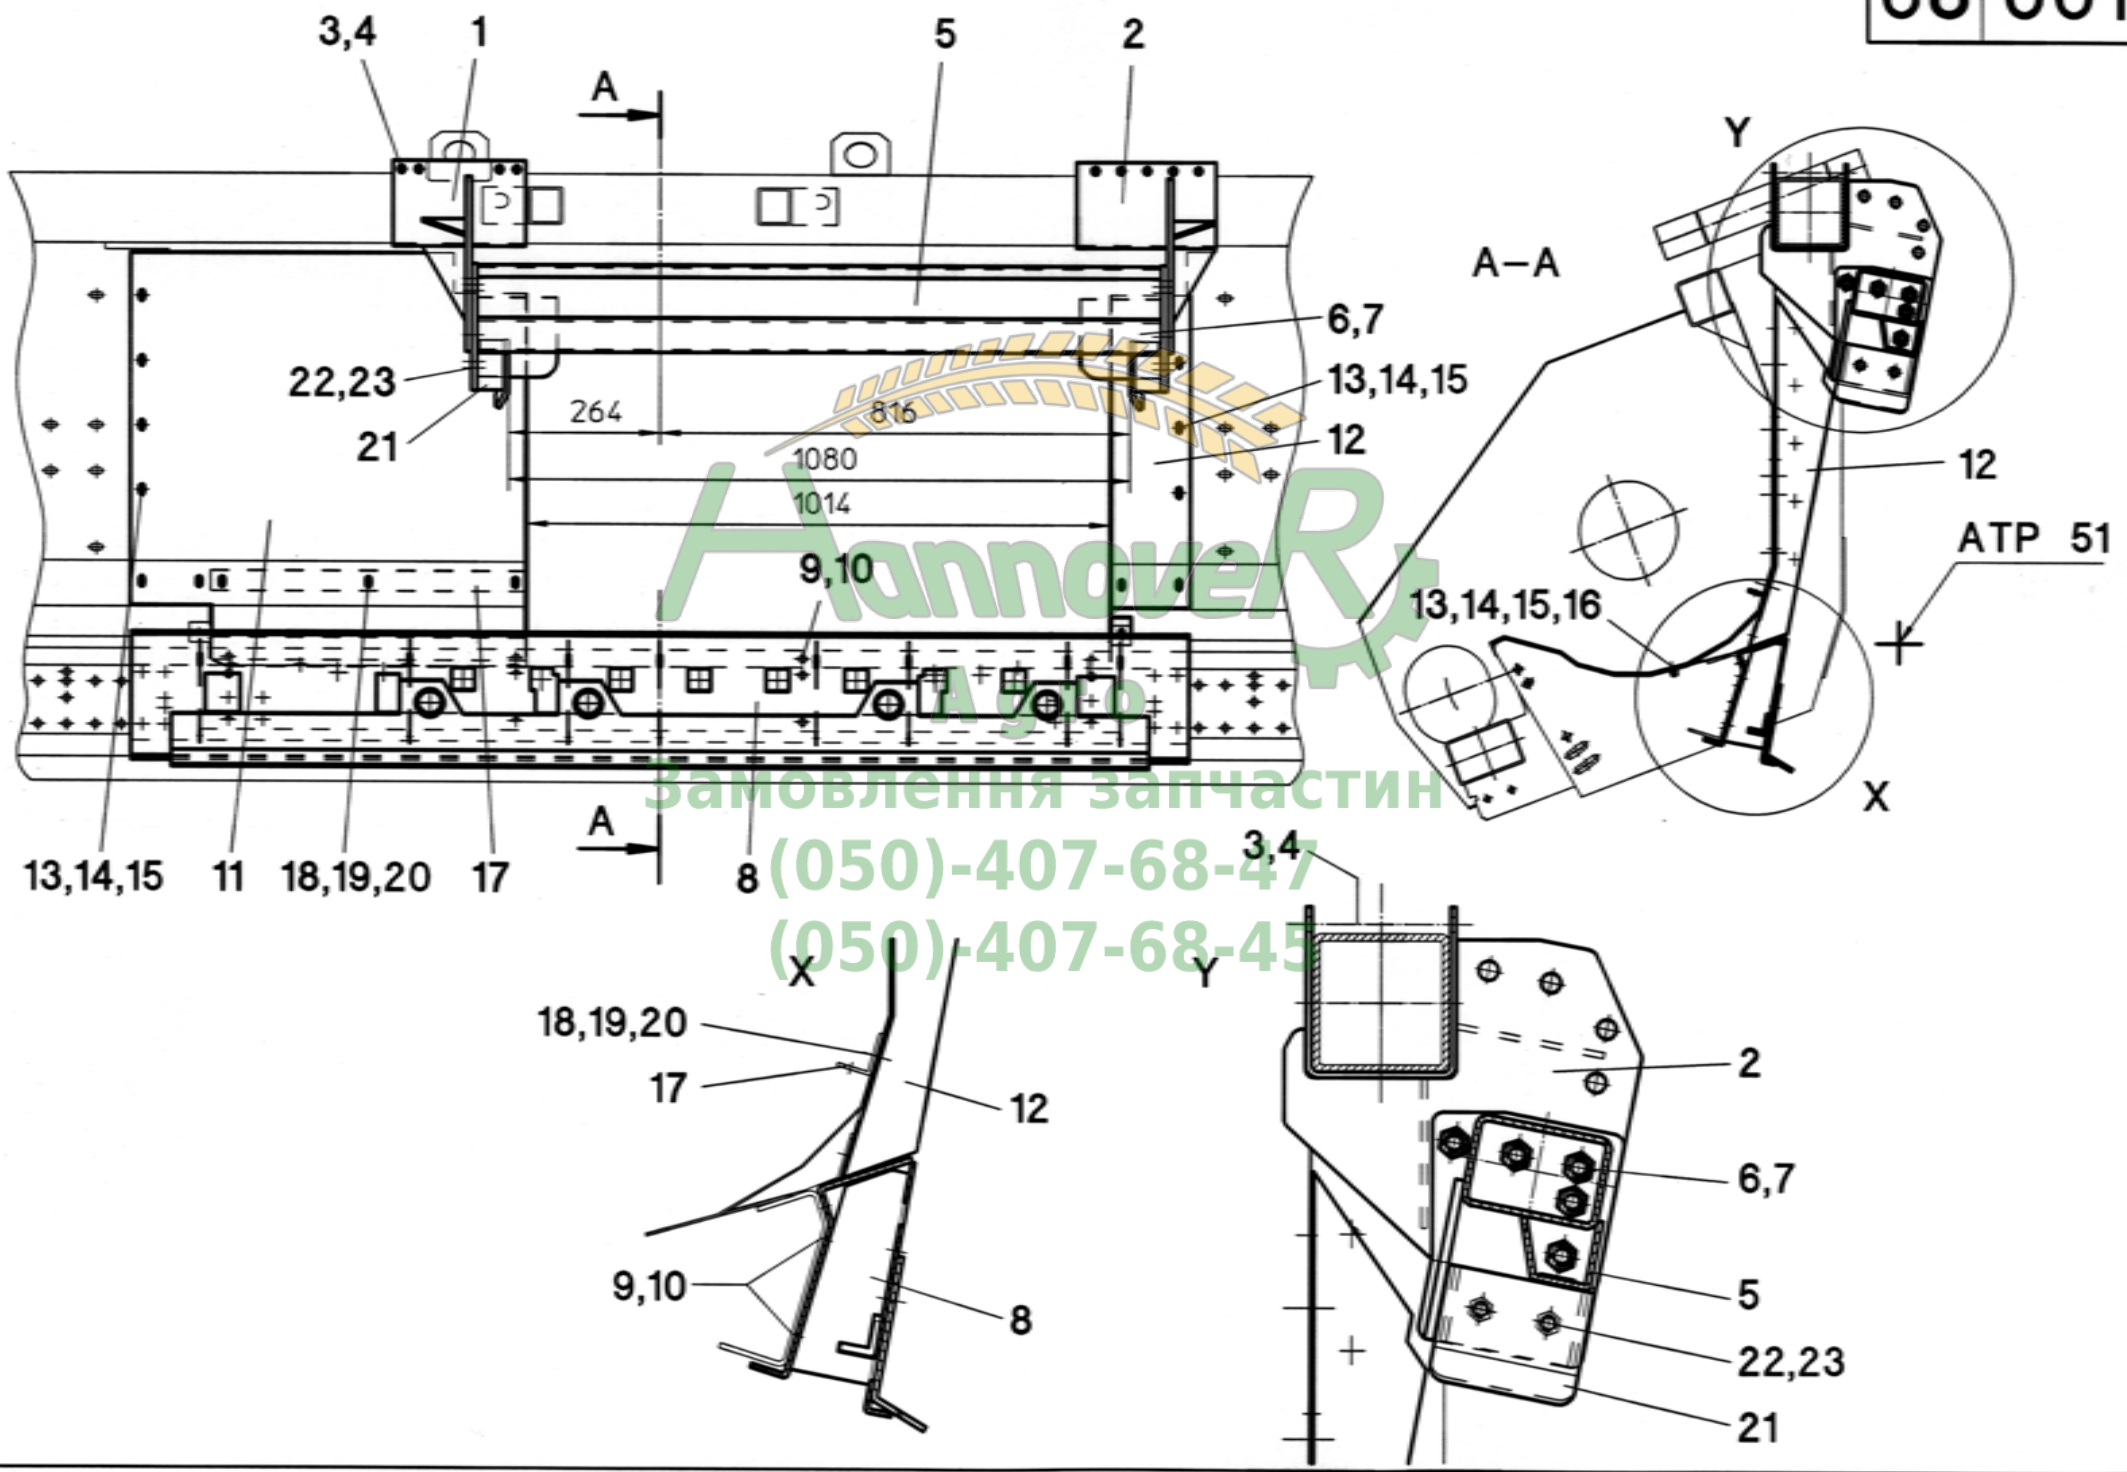 3,4 1 5 2
A
Y
A-A
6,7
22,23
13,14,15
264 816
21
12
12
1080
1014
ATP 51
9,10
13,14,15,16
HannoveR
Agro
Замовлення запчастин
X
A
3,4
13,14,15 11 18,19,20 17 8
(050)-407-68-47
(050)-407-68-45
X
Y
18,19,20
2
17
12
6,7
9,10
5
8
22,23
21